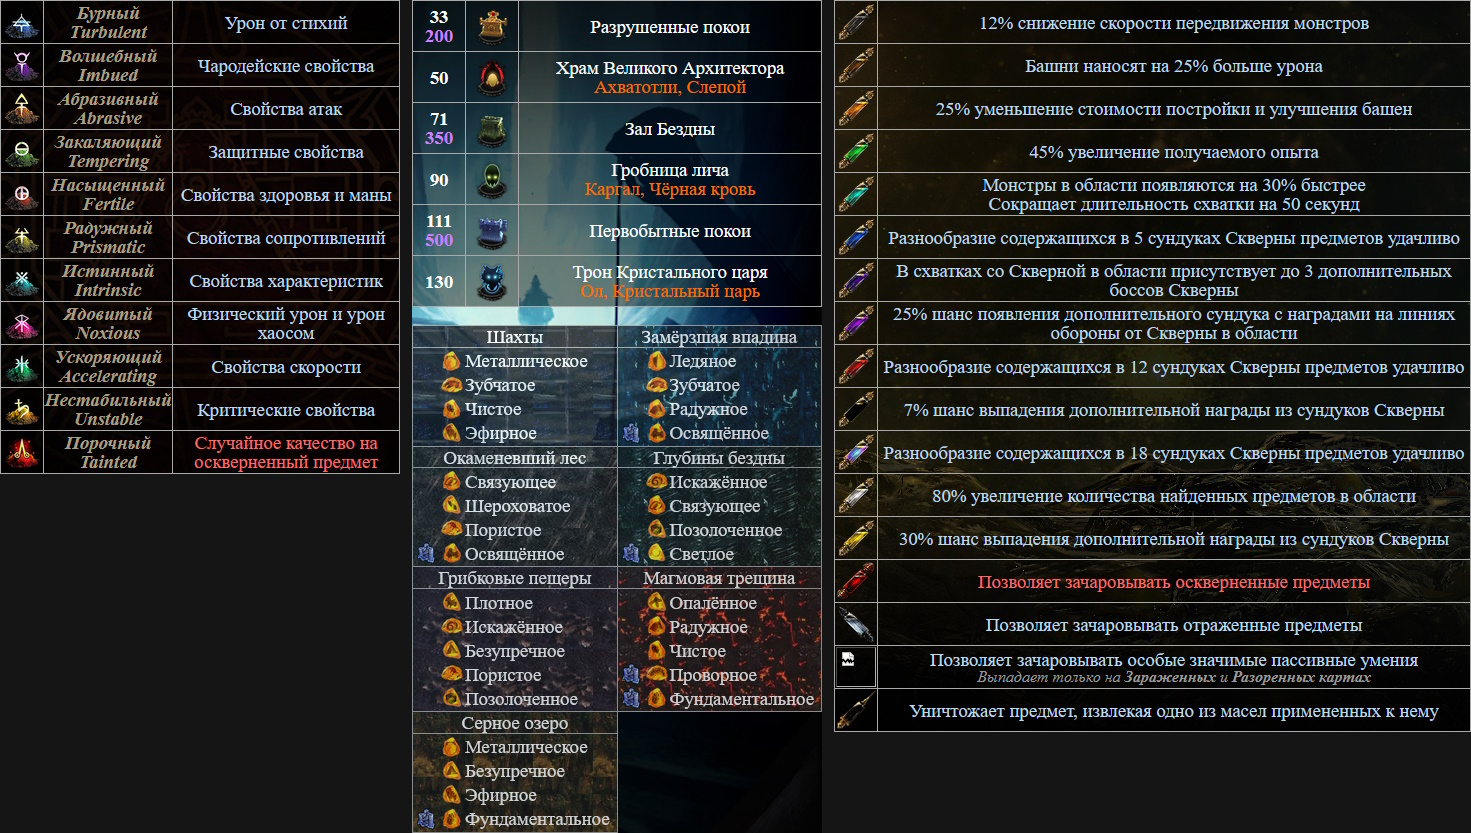 Бурный
Turbulent
Урон от стихий
Волшебный
Imbued
Чародейские свойства
Абразивный
Abrasive
Свойства атак
Закаляющий
Tempering
Защитные свойства
Насыщенный
Fertile
Свойства здоровья и маны
Радужный
Prismatic
Свойства сопротивлений
Истинный
Intrinsic
Свойства характеристик
Ядовитый
Noxious
Физический урон и урон
хаосом
Ускоряющий
Accelerating
Свойства скорости
Нестабильный
Unstable
Критические свойства
Порочный
Tainted
Случайное качество на
оскверненный предмет
33
200
Разрушенные покои
50
Храм Великого Архитектора
Ахватотли, Слепой
71
350
Зал Бездны
90
Гробница лича
Каргал, Чёрная кровь
111
500
Первобытные покои
130
Трон Кристального царя
Ол, Кристальный царь
Шахты
Металлическое
Зубчатое
Чистое
Эфирное
Замёрзшая впадина
Ледяное
Зубчатое
Радужное
Освящённое
Окаменевший лес
Связующее
Шероховатое
Пористое
Освящённое
Глубины бездны
Искажённое
Связующее
Позолоченное
Светлое
Грибковые пещеры
Плотное
Искажённое
Безупречное
Пористое
Позолоченное
Магмовая трещина
Опалённое
Радужное
Чистое
Проворное
Фундаментальное
Серное озеро
Металлическое
Безупречное
Эфирное
Фундаментальное
12% снижение скорости передвижения монстров
Башни наносят на 25% больше урона
25% уменьшение стоимости постройки и улучшения башен
45% увеличение получаемого опыта
Монстры в области появляются на 30% быстрее
Сокращает длительность схватки на 50 секунд
Разнообразие содержащихся в 5 сундуках Скверны предметов удачливо
В схватках со Скверной в области присутствует до 3 дополнительных
боссов Скверны
25% шанс появления дополнительного сундука с наградами на линиях
обороны от Скверны в области
Разнообразие содержащихся в 12 сундуках Скверны предметов удачливо
7% шанс выпадения дополнительной награды из сундуков Скверны
Разнообразие содержащихся в 18 сундуках Скверны предметов удачливо
80% увеличение количества найденных предметов в области
30% шанс выпадения дополнительной награды из сундуков Скверны
Позволяет зачаровывать оскверненные предметы
Позволяет зачаровывать отраженные предметы
Позволяет зачаровывать особые значимые пассивные умения
Выпадает только на Зараженных и Разоренных картах
Уничтожает предмет, извлекая одно из масел примененных к нему